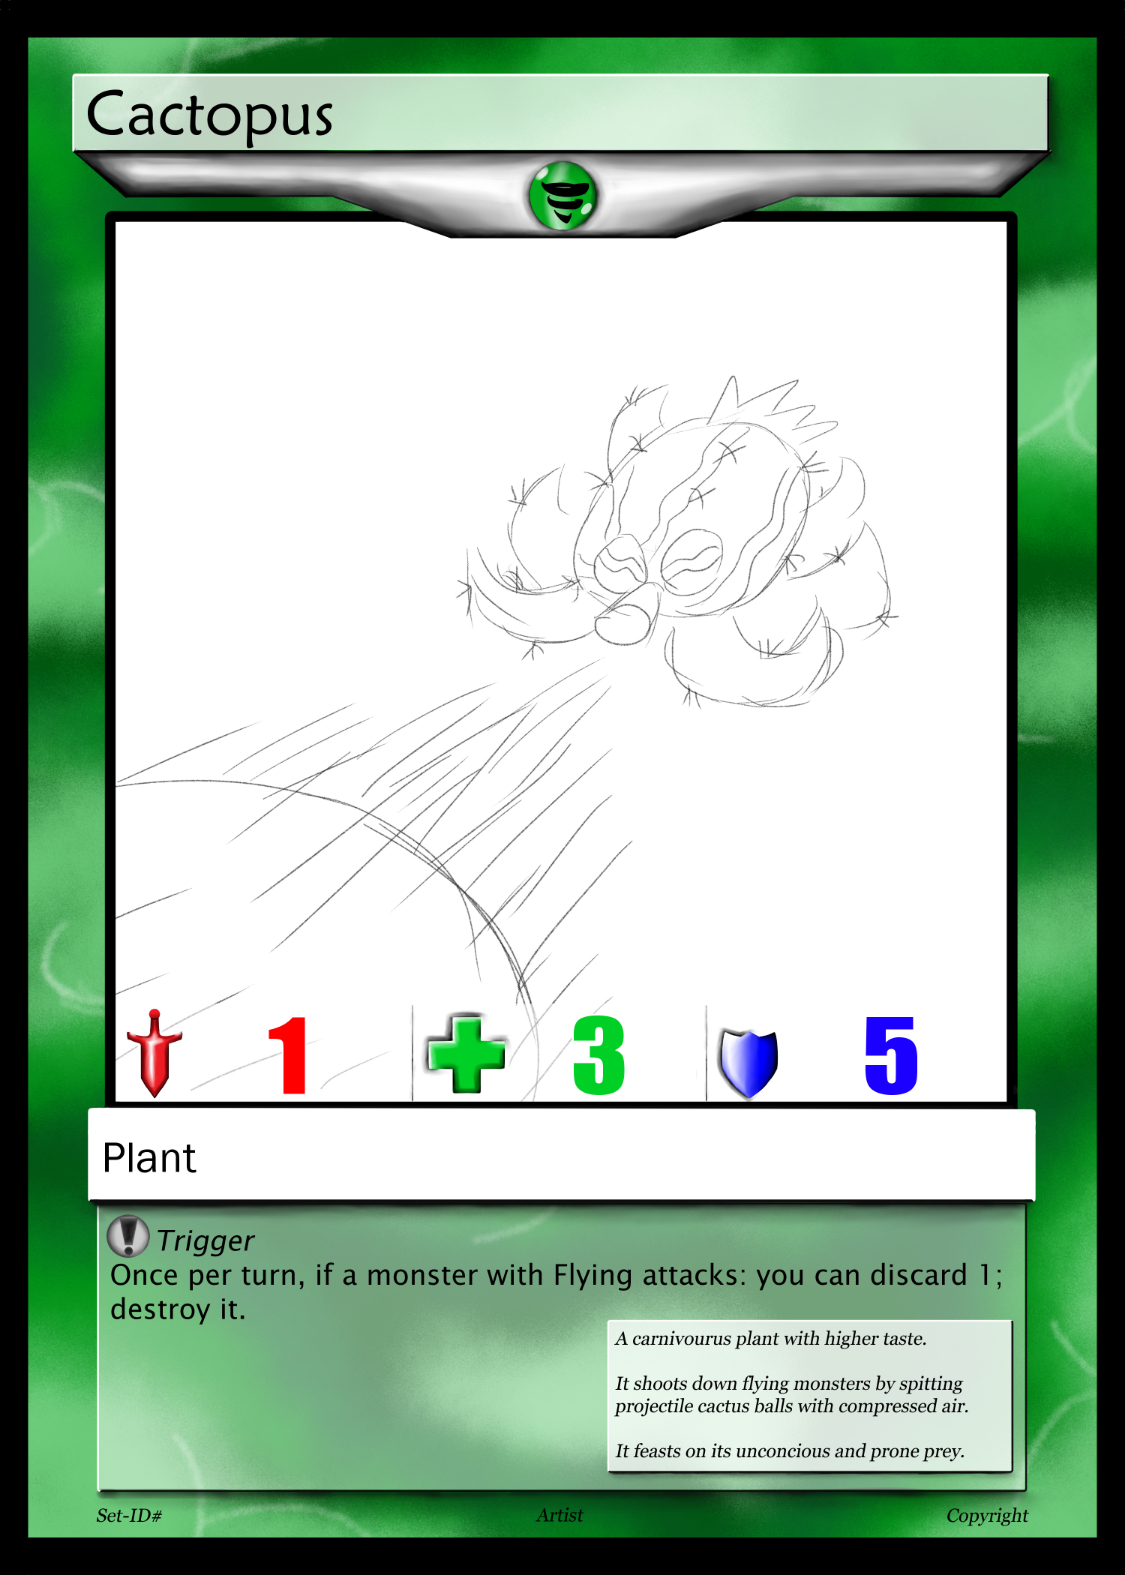 Cactopus
1 3 5
Plant
Trigger
Once per turn, if a monster with Flying attacks: you can discard 1;
destroy it.
A carnivourus plant with higher taste.
It shoots down flying monsters by spitting
projectile cactus balls with compressed air.
It feasts on its unconcious and prone prey.
Set-ID# Artist Copyright